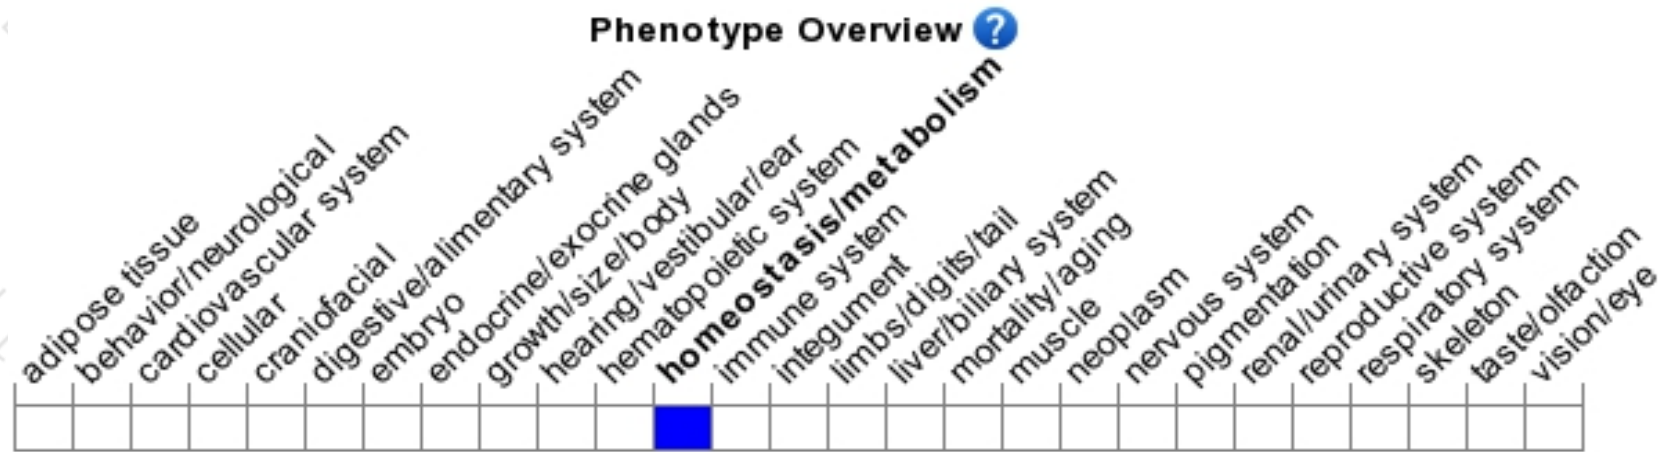 Phenotype Overview ?
adipose tissue
behavior/neurological
cardiovascular system
cellular
craniofacial
digestive/alimentary system
embryo
endocrine/exocrine glands
growth/size/body
hearing/vestibular/ear
hematopoietic system
homeostasis/metabolism
immune system
integument
limbs/digits/tail
liver/biliary system
mortality/aging
muscle
neoplasm
nervous system
pigmentation
renal/urinary system
reproductive system
respiratory system
skeleton
taste/olfaction
vision/eye